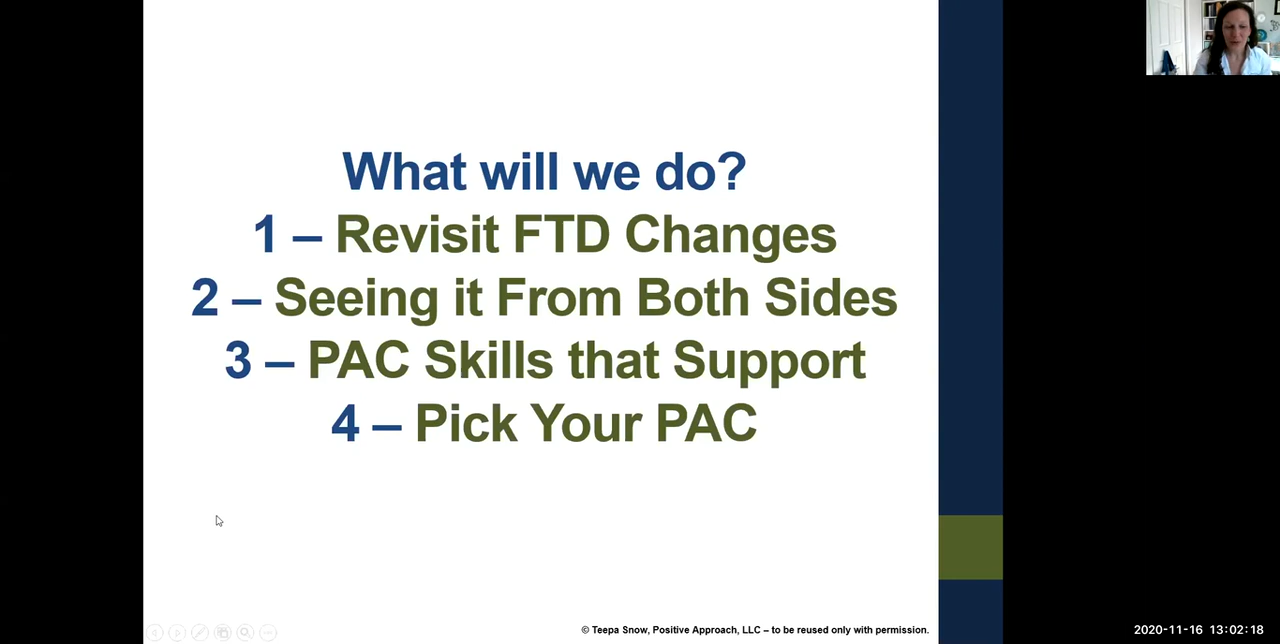 What will we do?
1 – Revisit FTD Changes
2 – Seeing it From Both Sides
3 – PAC Skills that Support
4 – Pick Your PAC
© Teepa Snow, Positive Approach, LLC – to be reused only with permission.
2020-11-16 13:02:18